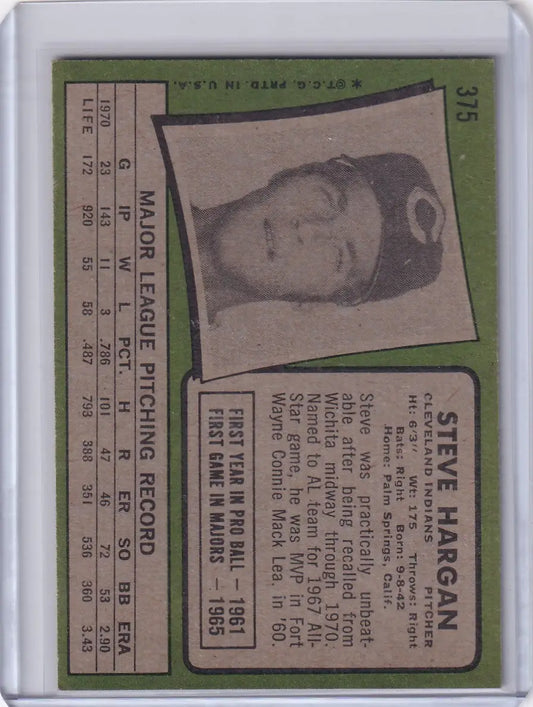 375
STEVE HARGAN
CLEVELAND INDIANS PITCHER
Ht: 6'3" Wt: 175 Throws: Right
Bats: Right Born: 9-8-42
Home: Palm Springs, Calif.
Steve was practically unbeat-
able after being recalled from
Wichita midway through 1970.
Named to AL team for 1967 All-
Star game, he was MVP in Fort
Wayne Connie Mack Lea. in '60.
FIRST YEAR IN PRO BALL — 1961
FIRST GAME IN MAJORS — 1965
C
MAJOR LEAGUE PITCHING RECORD
G IP W L PCT. H R ER SO BB ERA
1970 23 143 11 3 .786 101 47 46 72 53 2.90
LIFE 172 920 55 58 .487 793 388 351 536 360 3.43
* © T.C.G. PRTD. IN U.S.A.